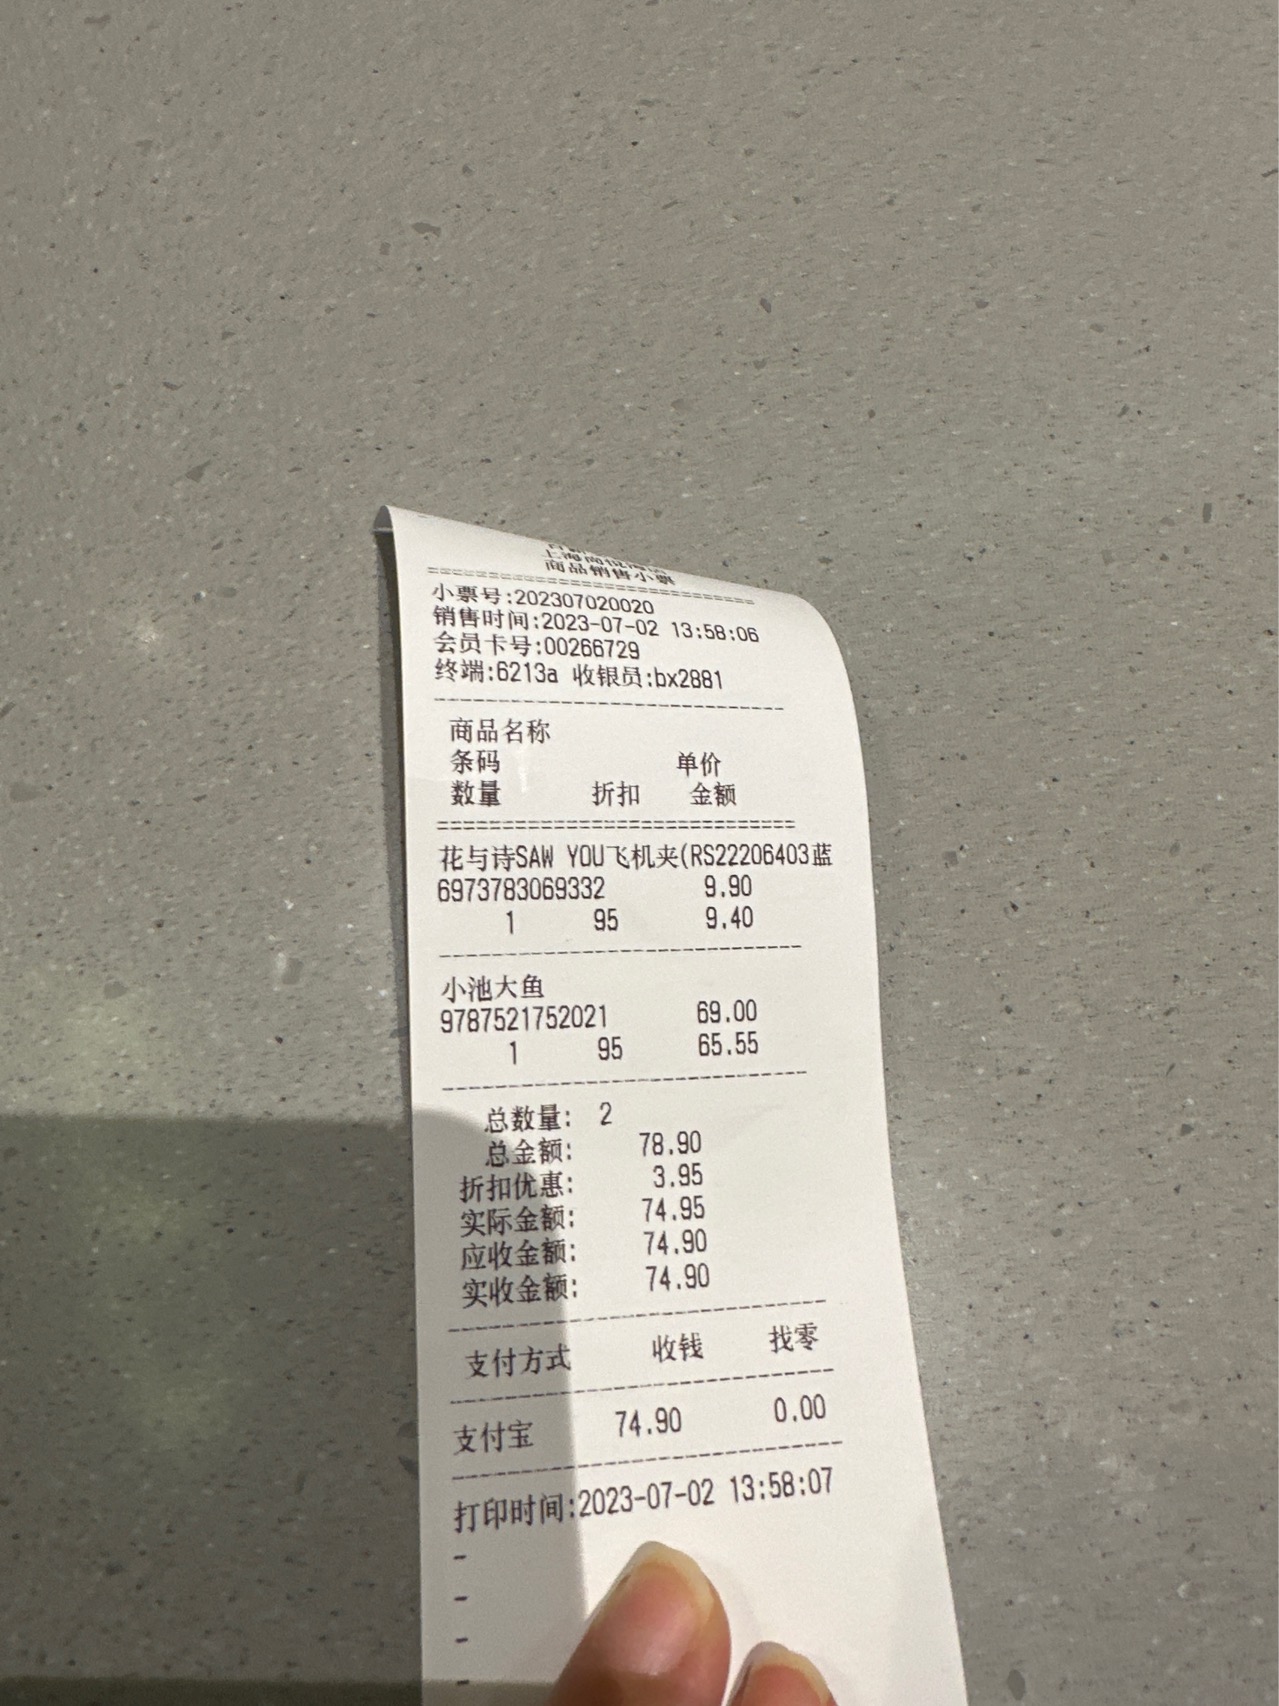 商品销售小票
================================
小票号:202307020020
销售时间:2023-07-02 13:58:06
会员卡号:00266729
终端:6213a 收银员:bx2881
--------------------------------
商品名称
条码 单价
数量 折扣 金额
================================
花与诗SAW YOU飞机夹(RS22206403蓝
6973783069332 9.90
1 95 9.40
--------------------------------
小池大鱼
9787521752021 69.00
1 95 65.55
--------------------------------
总数量: 2
总金额: 78.90
折扣优惠: 3.95
实际金额: 74.95
应收金额: 74.90
实收金额: 74.90
--------------------------------
支付方式 收钱 找零
--------------------------------
支付宝 74.90 0.00
--------------------------------
打印时间:2023-07-02 13:58:07
-
-
-
-